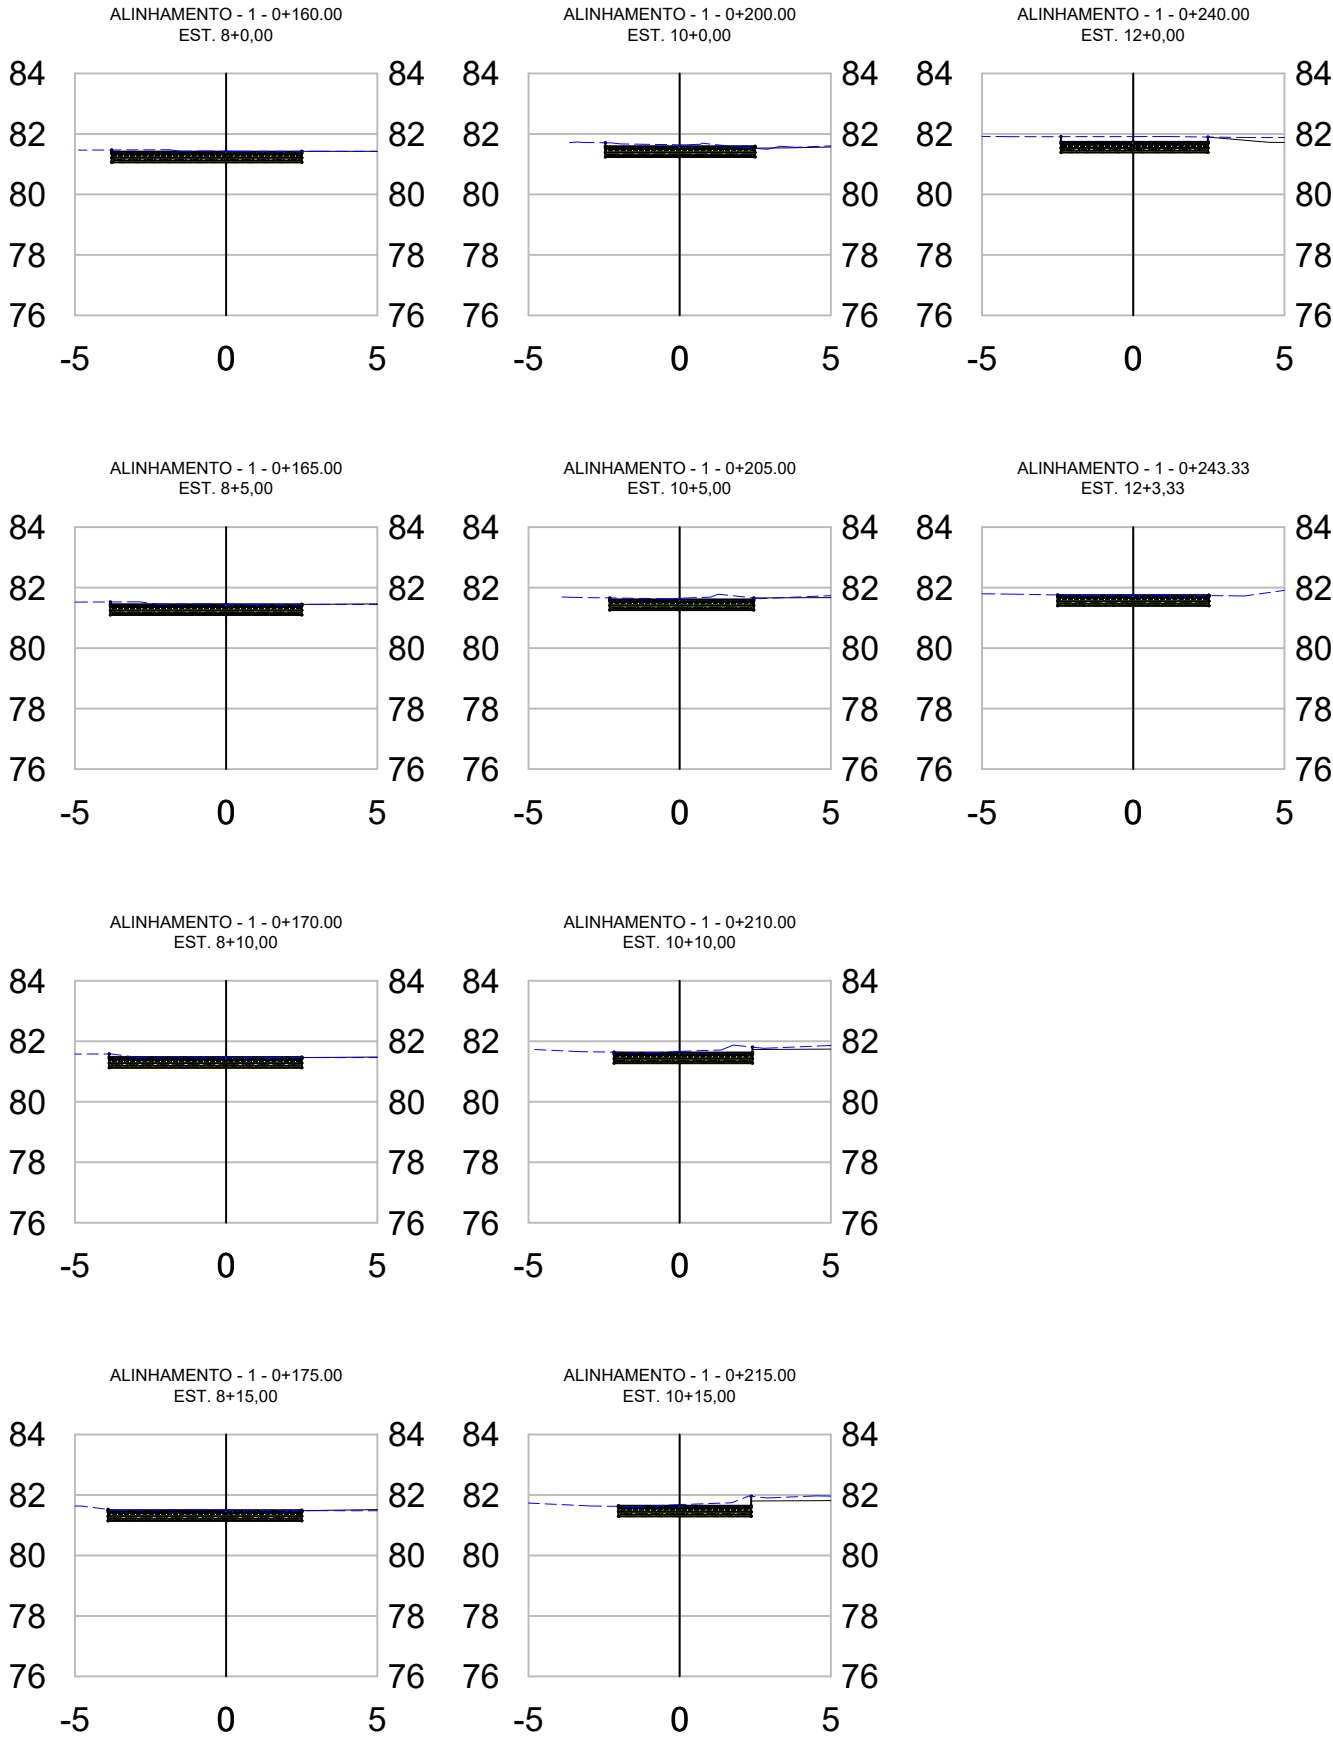 ALINHAMENTO - 1 - 0+160.00
EST. 8+0,00
84 84
82 82
80 80
78 78
76 76
-5 0 5
ALINHAMENTO - 1 - 0+200.00
EST. 10+0,00
84 84
82 82
80 80
78 78
76 76
-5 0 5
ALINHAMENTO - 1 - 0+240.00
EST. 12+0,00
84 84
82 82
80 80
78 78
76 76
-5 0 5
ALINHAMENTO - 1 - 0+165.00
EST. 8+5,00
84 84
82 82
80 80
78 78
76 76
-5 0 5
ALINHAMENTO - 1 - 0+205.00
EST. 10+5,00
84 84
82 82
80 80
78 78
76 76
-5 0 5
ALINHAMENTO - 1 - 0+243.33
EST. 12+3,33
84 84
82 82
80 80
78 78
76 76
-5 0 5
ALINHAMENTO - 1 - 0+170.00
EST. 8+10,00
84 84
82 82
80 80
78 78
76 76
-5 0 5
ALINHAMENTO - 1 - 0+210.00
EST. 10+10,00
84 84
82 82
80 80
78 78
76 76
-5 0 5
ALINHAMENTO - 1 - 0+175.00
EST. 8+15,00
84 84
82 82
80 80
78 78
76 76
-5 0 5
ALINHAMENTO - 1 - 0+215.00
EST. 10+15,00
84 84
82 82
80 80
78 78
76 76
-5 0 5